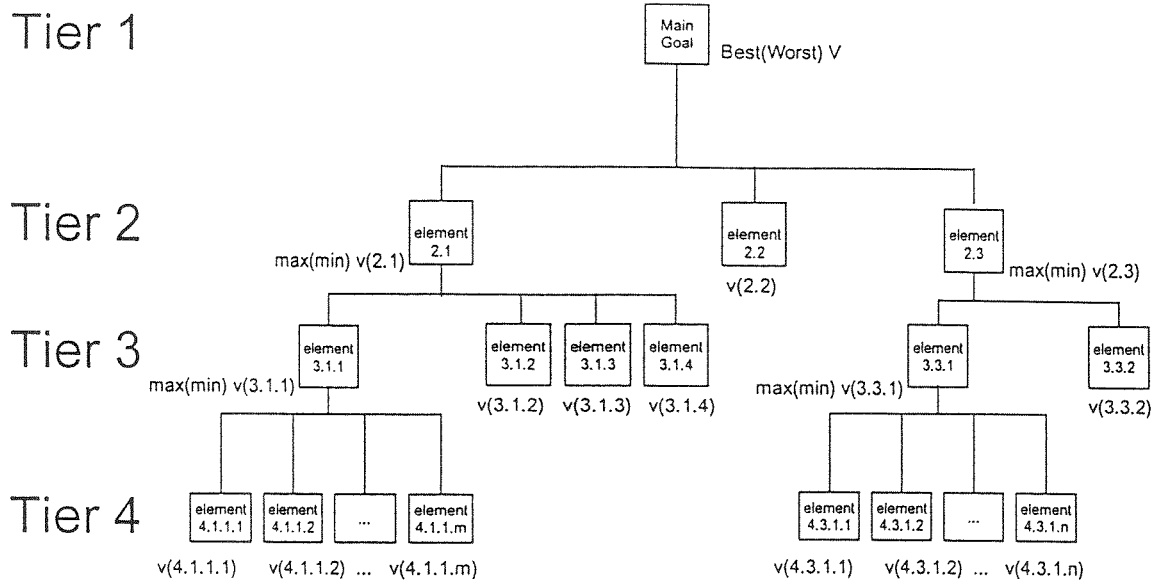 Tier 1
Main
Goal
Best(Worst) V
Tier 2
element
2.1
max(min) v(2.1)
element
2.2
v(2.2)
element
2.3
max(min) v(2.3)
Tier 3
element
3.1.1
max(min) v(3.1.1)
element
3.1.2
v(3.1.2)
element
3.1.3
v(3.1.3)
element
3.1.4
v(3.1.4)
element
3.3.1
max(min) v(3.3.1)
element
3.3.2
v(3.3.2)
Tier 4
element
4.1.1.1
v(4.1.1.1)
element
4.1.1.2
v(4.1.1.2)
...
...
element
4.1.1.m
v(4.1.1.m)
element
4.3.1.1
v(4.3.1.1)
element
4.3.1.2
v(4.3.1.2)
...
...
element
4.3.1.n
v(4.3.1.n)